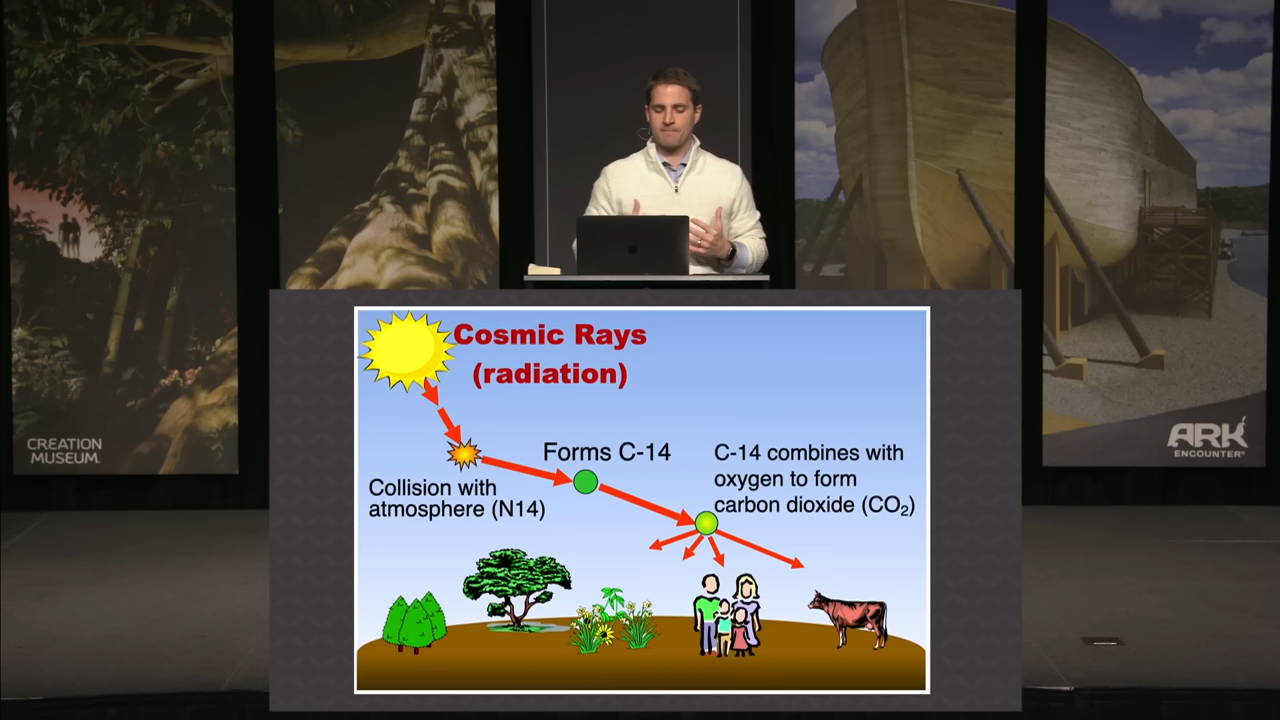 Cosmic Rays
(radiation)
Forms C-14
C-14 combines with
oxygen to form
carbon dioxide (CO₂)
Collision with
atmosphere (N14)
CREATION
MUSEUM
ARK
ENCOUNTER